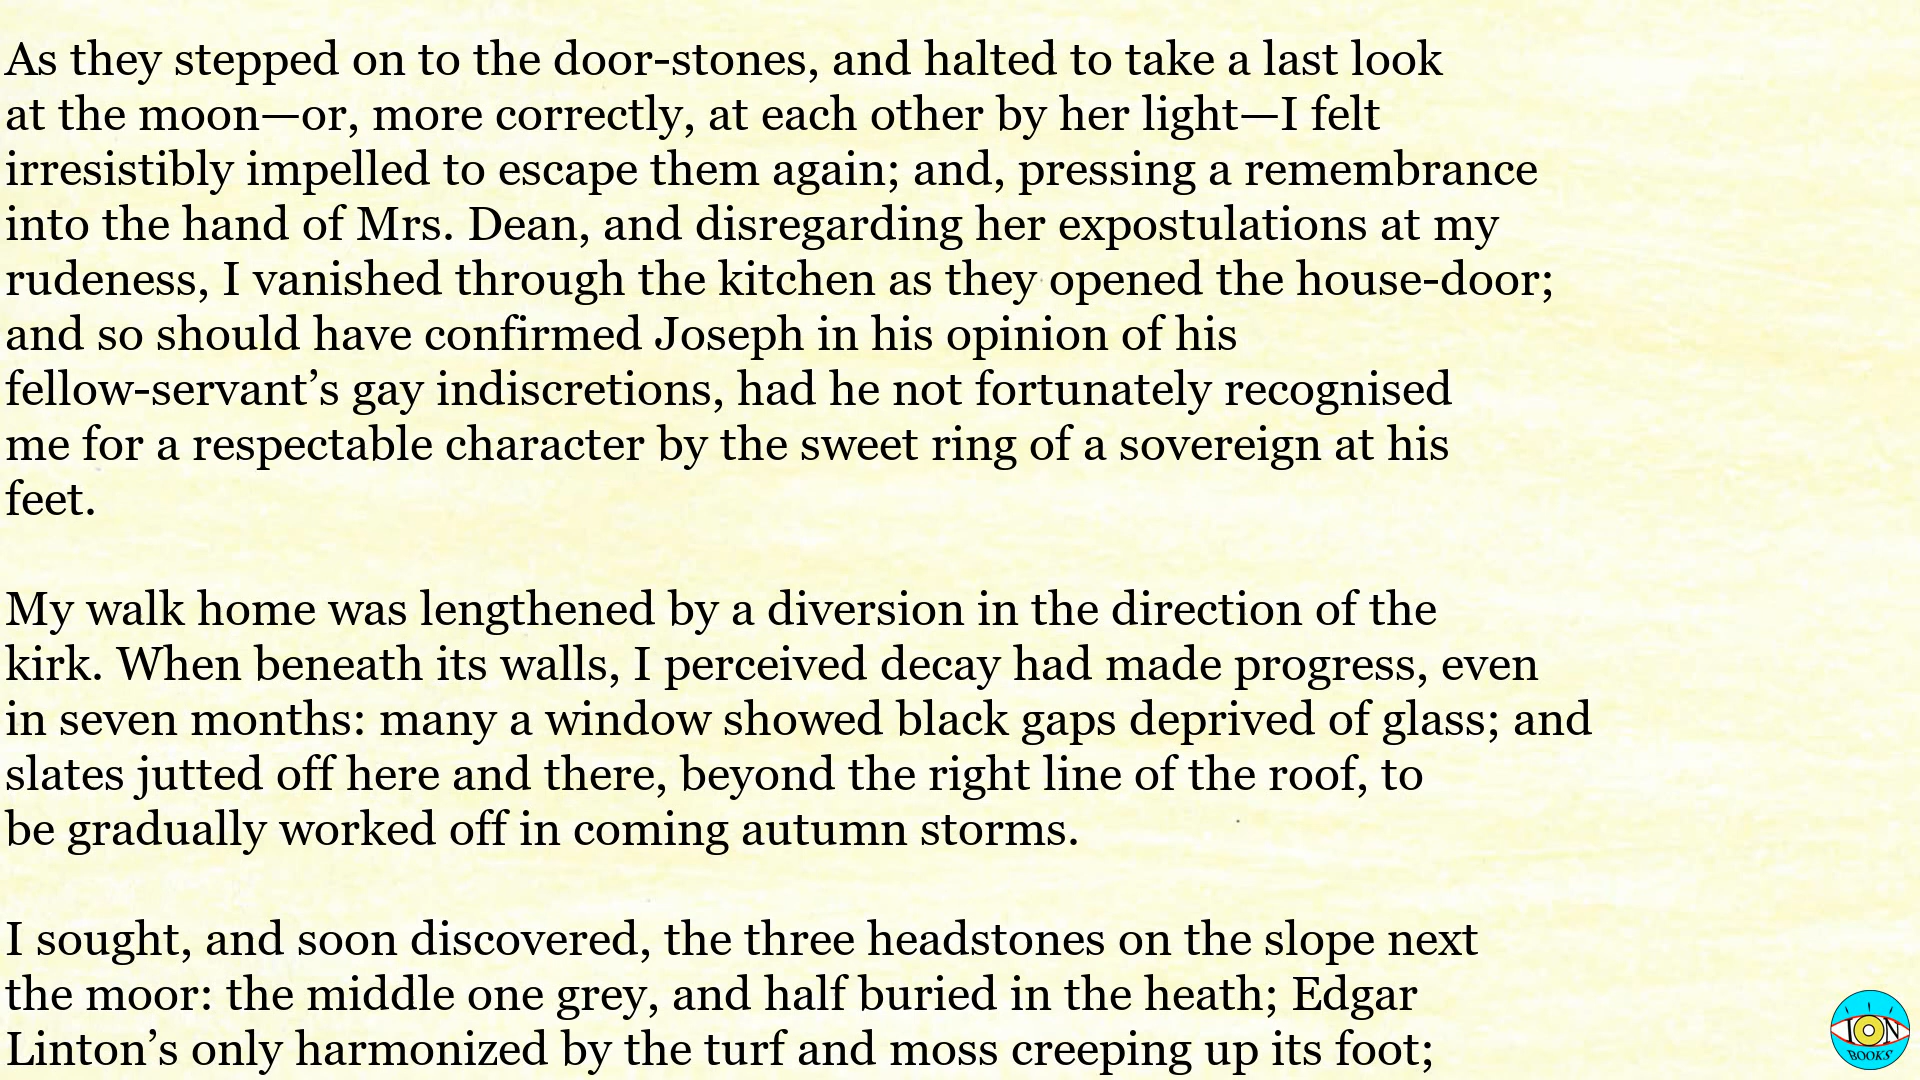 As they stepped on to the door-stones, and halted to take a last look
at the moon—or, more correctly, at each other by her light—I felt
irresistibly impelled to escape them again; and, pressing a remembrance
into the hand of Mrs. Dean, and disregarding her expostulations at my
rudeness, I vanished through the kitchen as they opened the house-door;
and so should have confirmed Joseph in his opinion of his
fellow-servant’s gay indiscretions, had he not fortunately recognised
me for a respectable character by the sweet ring of a sovereign at his
feet.
My walk home was lengthened by a diversion in the direction of the
kirk. When beneath its walls, I perceived decay had made progress, even
in seven months: many a window showed black gaps deprived of glass; and
slates jutted off here and there, beyond the right line of the roof, to
be gradually worked off in coming autumn storms.
I sought, and soon discovered, the three headstones on the slope next
the moor: the middle one grey, and half buried in the heath; Edgar
Linton’s only harmonized by the turf and moss creeping up its foot;
ION
BOOKS